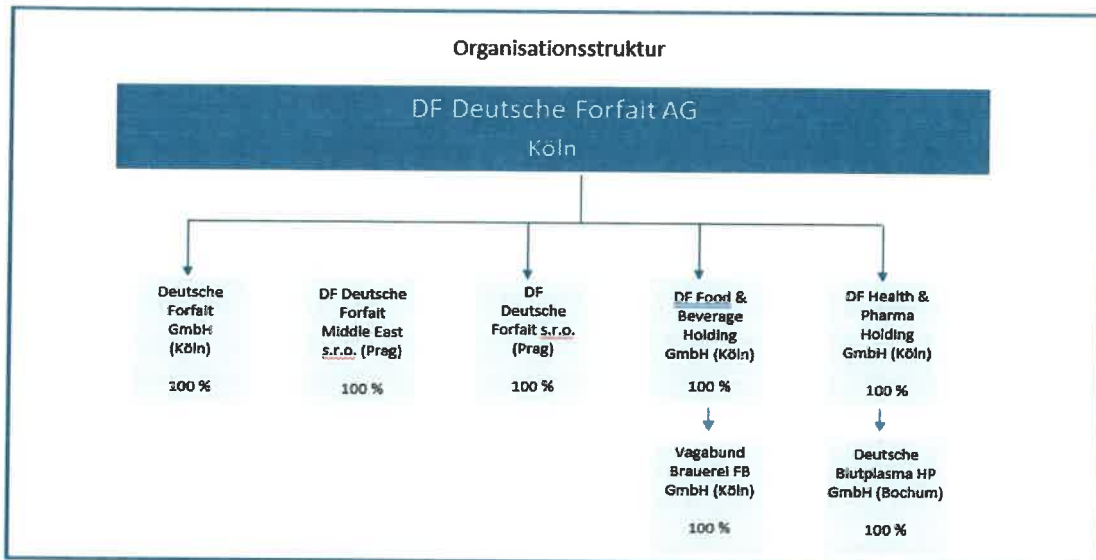 Organisationsstruktur
DF Deutsche Forfait AG
Köln
Deutsche
Forfait
GmbH
(Köln)
100 %
DF Deutsche
Forfait
Middle East
s.r.o. (Prag)
100 %
DF
Deutsche
Forfait s.r.o.
(Prag)
100 %
DF Food &
Beverage
Holding
GmbH (Köln)
100 %
DF Health &
Pharma
Holding
GmbH (Köln)
100 %
Vagabund
Brauerei FB
GmbH (Köln)
100 %
Deutsche
Blutplasma HP
GmbH (Bochum)
100 %